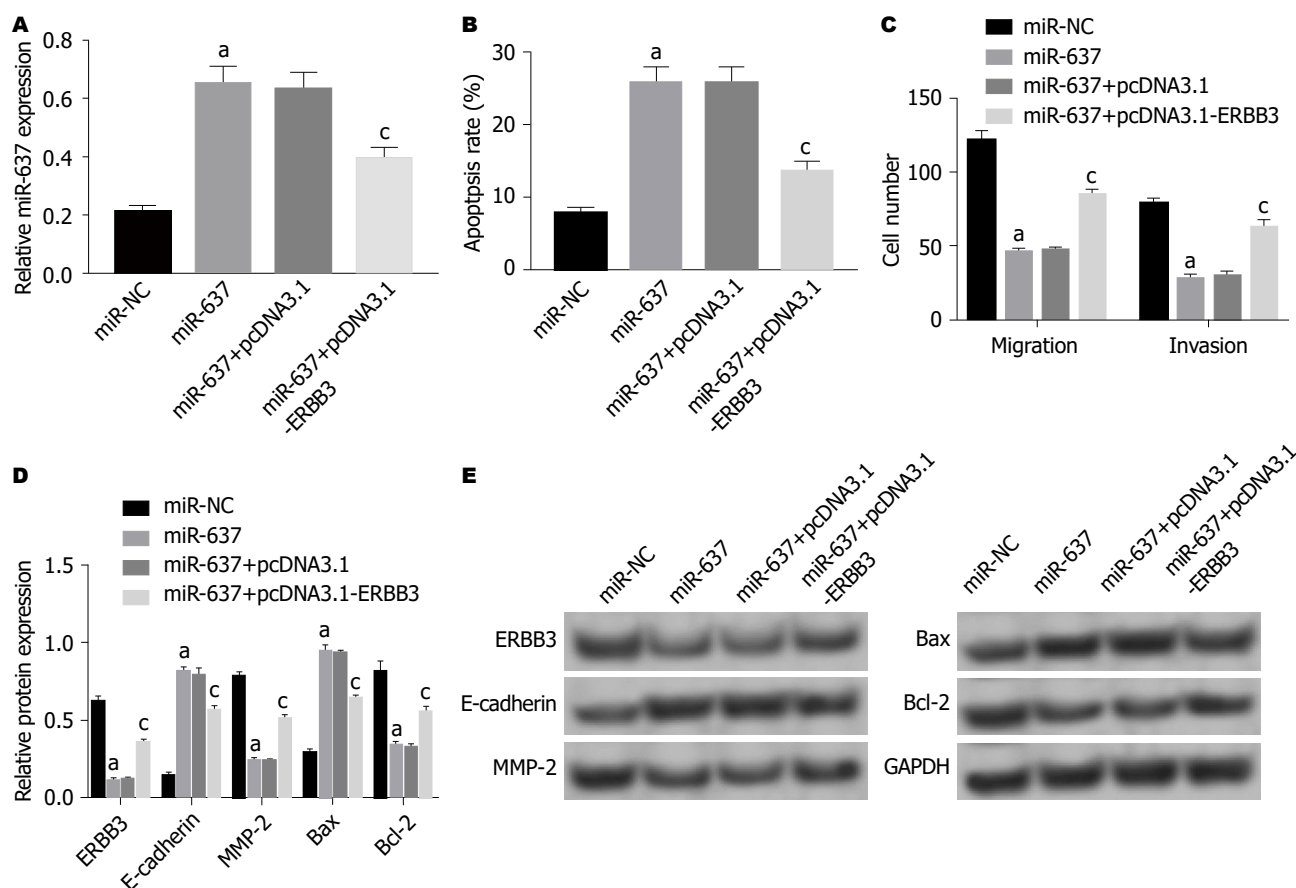 A
Relative miR-637 expression
0.8
0.6
0.4
0.2
0.0
a
c
miR-NC
miR-637
miR-637+pcDNA3.1
miR-637+pcDNA3.1
-ERBB3
B
Apoptpsis rate (%)
30
20
10
0
a
c
miR-NC
miR-637
miR-637+pcDNA3.1
miR-637+pcDNA3.1
-ERBB3
C
miR-NC
miR-637
miR-637+pcDNA3.1
miR-637+pcDNA3.1-ERBB3
Cell number
150
100
50
0
a
c
a
c
Migration
Invasion
D
miR-NC
miR-637
miR-637+pcDNA3.1
miR-637+pcDNA3.1-ERBB3
Relative protein expression
1.5
1.0
0.5
0.0
a
c
a
c
a
c
a
c
a
c
ERBB3
E-cadherin
MMP-2
Bax
Bcl-2
E
miR-NC
miR-637
miR-637+pcDNA3.1
miR-637+pcDNA3.1
-ERBB3
ERBB3
E-cadherin
MMP-2
miR-NC
miR-637
miR-637+pcDNA3.1
miR-637+pcDNA3.1
-ERBB3
Bax
Bcl-2
GAPDH